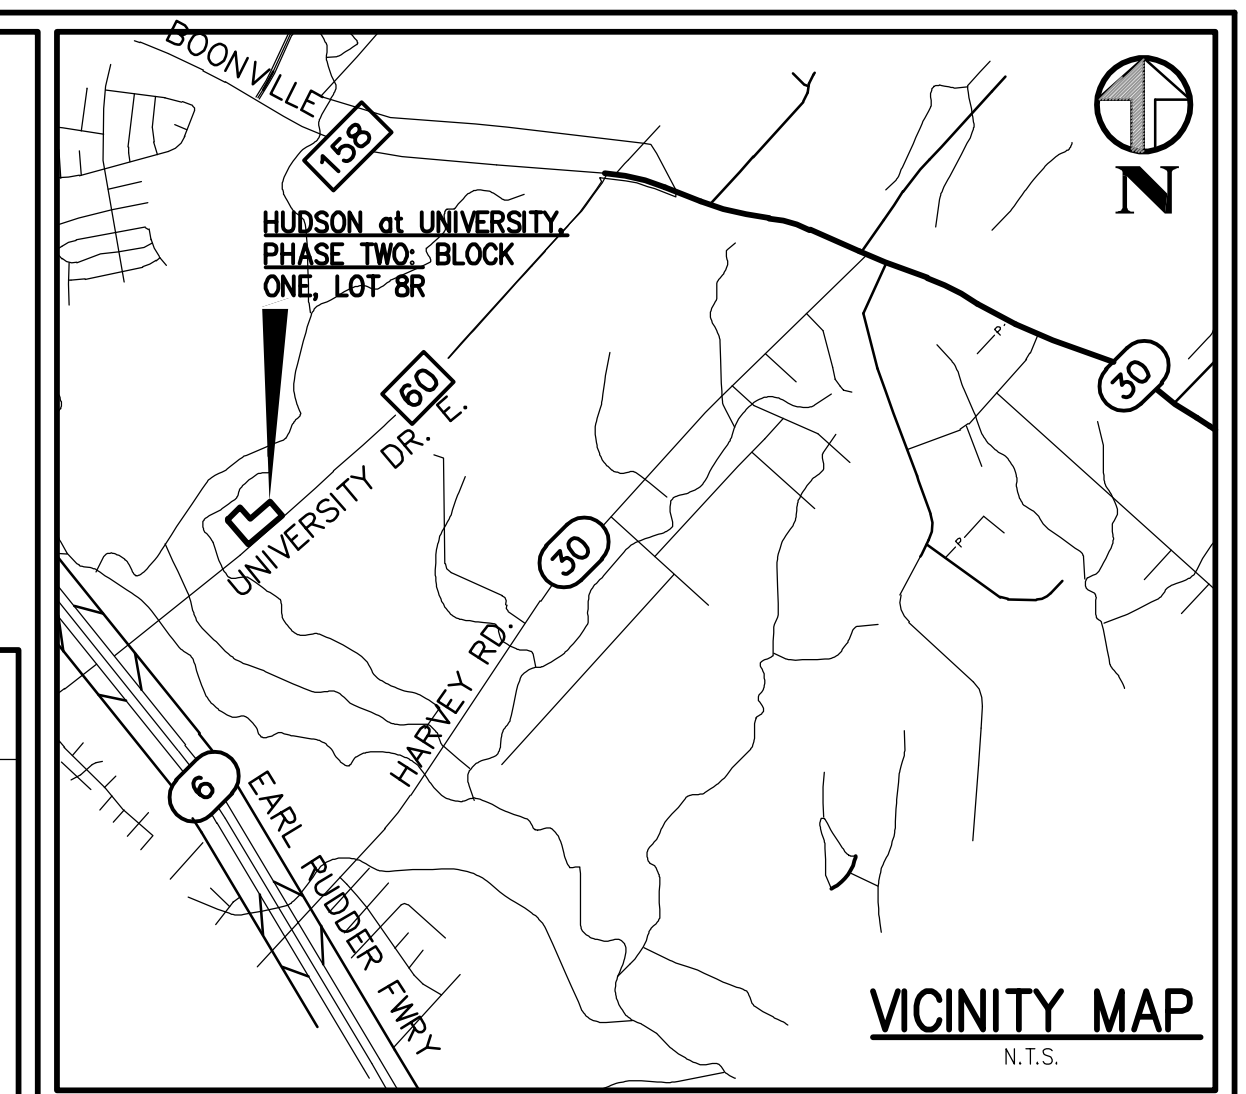 BOONVILLE
158
N
HUDSON at UNIVERSITY,
PHASE TWO: BLOCK
ONE, LOT 8R
60
UNIVERSITY DR. E.
30
P.
30
P.
HARVEY RD.
6
EARL RUDDER FWRY
VICINITY MAP
N.T.S.